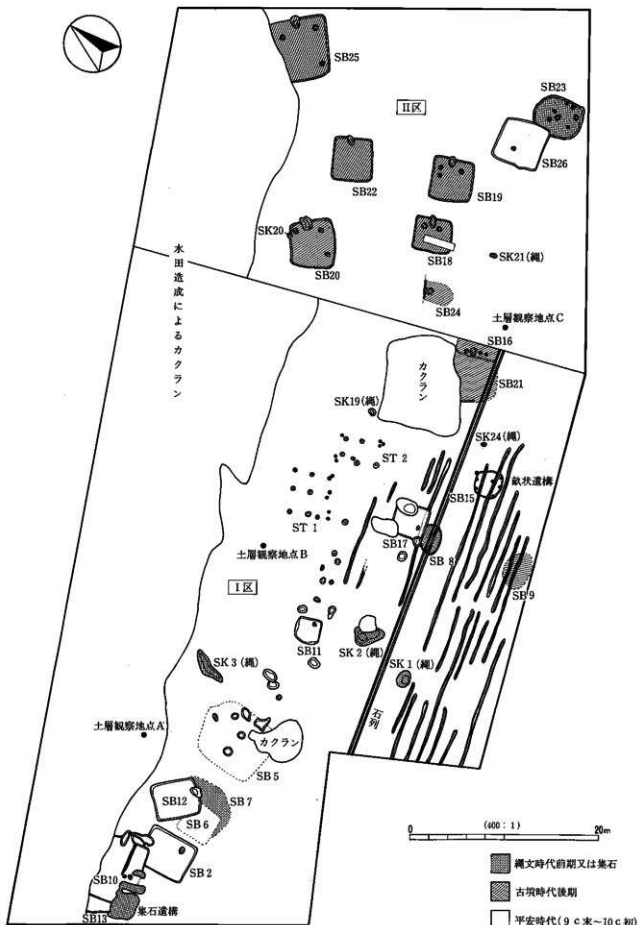 SB25
SB23
II区
SB26
SB22
SB19
SK20
SB20
SB18
SK21(縄)
SB24
水田造成によるカクラン
土層観察地点C
SB16
カクラン
SB21
SK19(縄)
SK24(縄)
ST 2
畝状遺構
SB15
ST 1
SB17
SB 8
土層観察地点B
SB 9
I区
SB11
SK 2 (縄)
SK 3 (縄)
SK 1 (縄)
石列
土層観察地点A
カクラン
SB 5
SB12
SB 7
SB 6
SB 2
SB10
SB13
集石遺構
0
(400:1)
20m
縄文時代前期又は集石
古墳時代後期
平安時代(9c末~10c初)